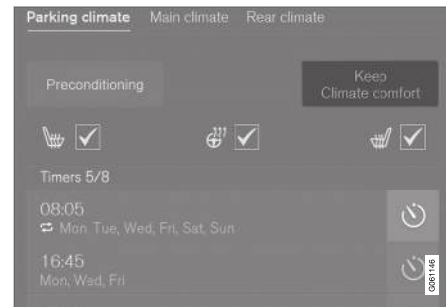 Parking climate Main climate Rear climate
Preconditioning
Keep
Climate comfort
Timers 5/8
08:05
Mon, Tue, Wed, Fri, Sat, Sun
16:45
Mon, Wed, Fri
G061146